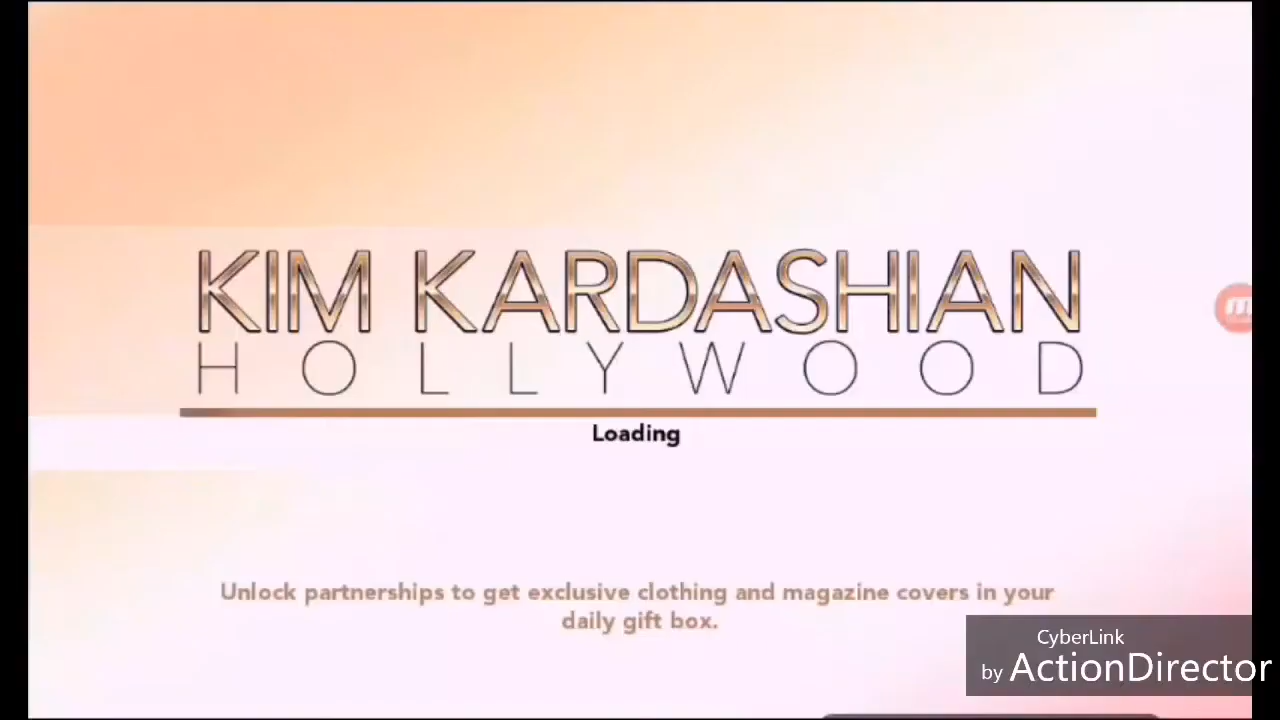 KIM KARDASHIAN
HOLLYWOOD
Loading
Unlock partnerships to get exclusive clothing and magazine covers in your
daily gift box.
CyberLink
by ActionDirector